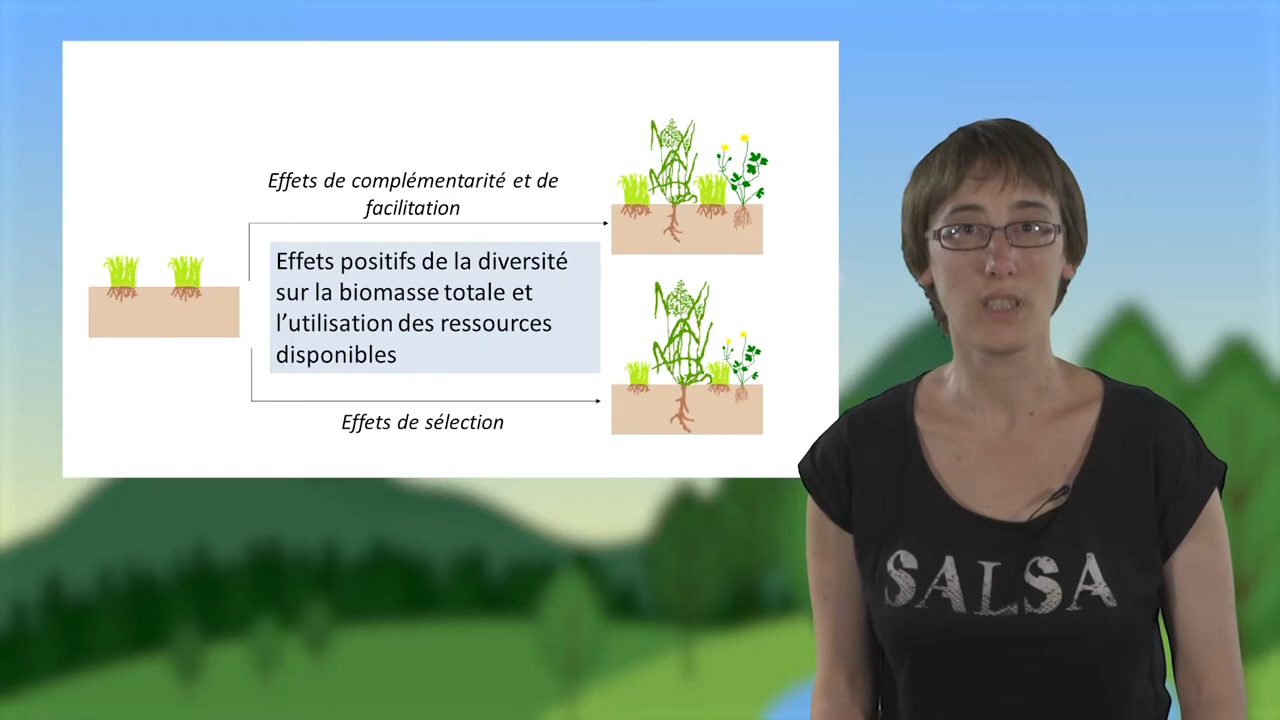 Effets de complémentarité et de
facilitation
Effets positifs de la diversité
sur la biomasse totale et
l’utilisation des ressources
disponibles
Effets de sélection
SALSA